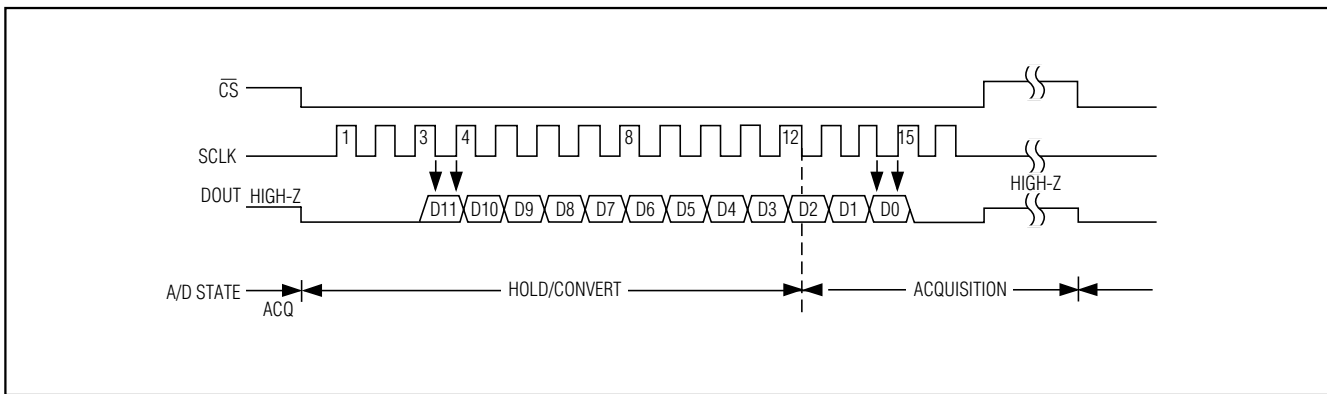 C̅S̅
1 3 4 8 12 15
SCLK
DOUT HIGH-Z HIGH-Z
D11 D10 D9 D8 D7 D6 D5 D4 D3 D2 D1 D0
A/D STATE HOLD/CONVERT ACQUISITION
ACQ